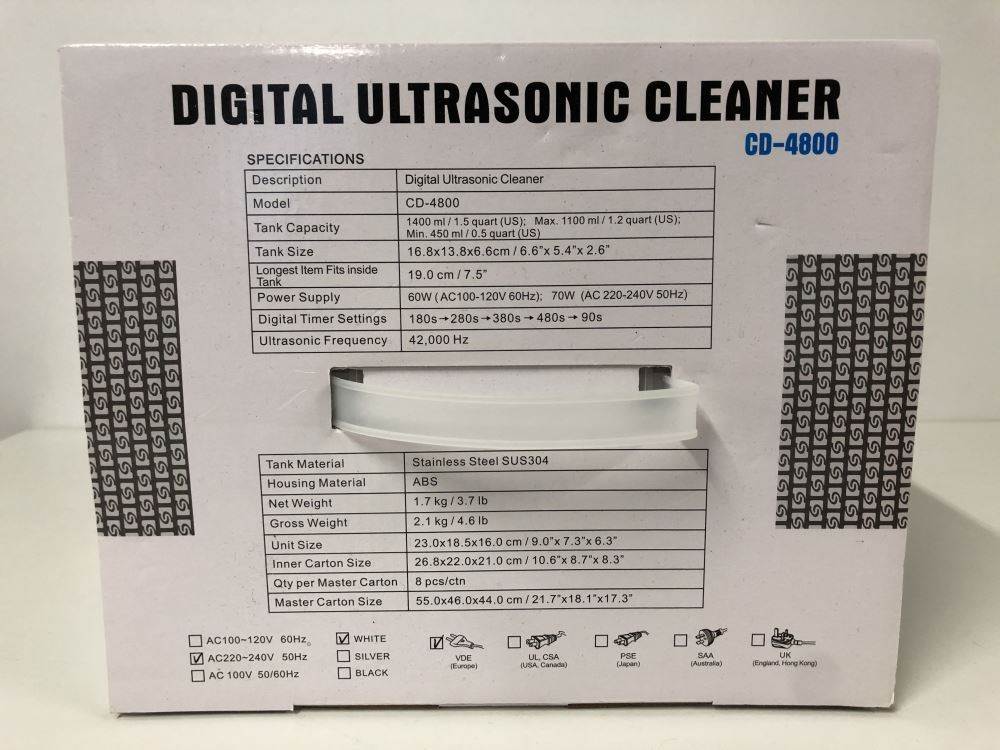 DIGITAL ULTRASONIC CLEANER
CD-4800
SPECIFICATIONS
Description Digital Ultrasonic Cleaner
Model CD-4800
Tank Capacity 1400 ml / 1.5 quart (US); Max. 1100 ml / 1.2 quart (US);
Min. 450 ml / 0.5 quart (US)
Tank Size 16.8x13.8x6.6cm / 6.6"x 5.4"x 2.6"
Longest Item Fits inside
Tank 19.0 cm / 7.5"
Power Supply 60W ( AC100-120V 60Hz); 70W (AC 220-240V 50Hz)
Digital Timer Settings 180s→280s→380s→480s→90s
Ultrasonic Frequency 42,000 Hz
Tank Material Stainless Steel SUS304
Housing Material ABS
Net Weight 1.7 kg / 3.7 lb
Gross Weight 2.1 kg / 4.6 lb
Unit Size 23.0x18.5x16.0 cm / 9.0"x 7.3"x 6.3"
Inner Carton Size 26.8x22.0x21.0 cm / 10.6"x 8.7"x 8.3"
Qty per Master Carton 8 pcs/ctn
Master Carton Size 55.0x46.0x44.0 cm / 21.7"x18.1"x17.3"
AC100~120V 60Hz。 WHITE
AC220~240V 50Hz SILVER
AC 100V 50/60Hz BLACK
VDE UL, CSA PSE SAA UK
(Europe) (USA, Canada) (Japan) (Australia) (England, Hong Kong)